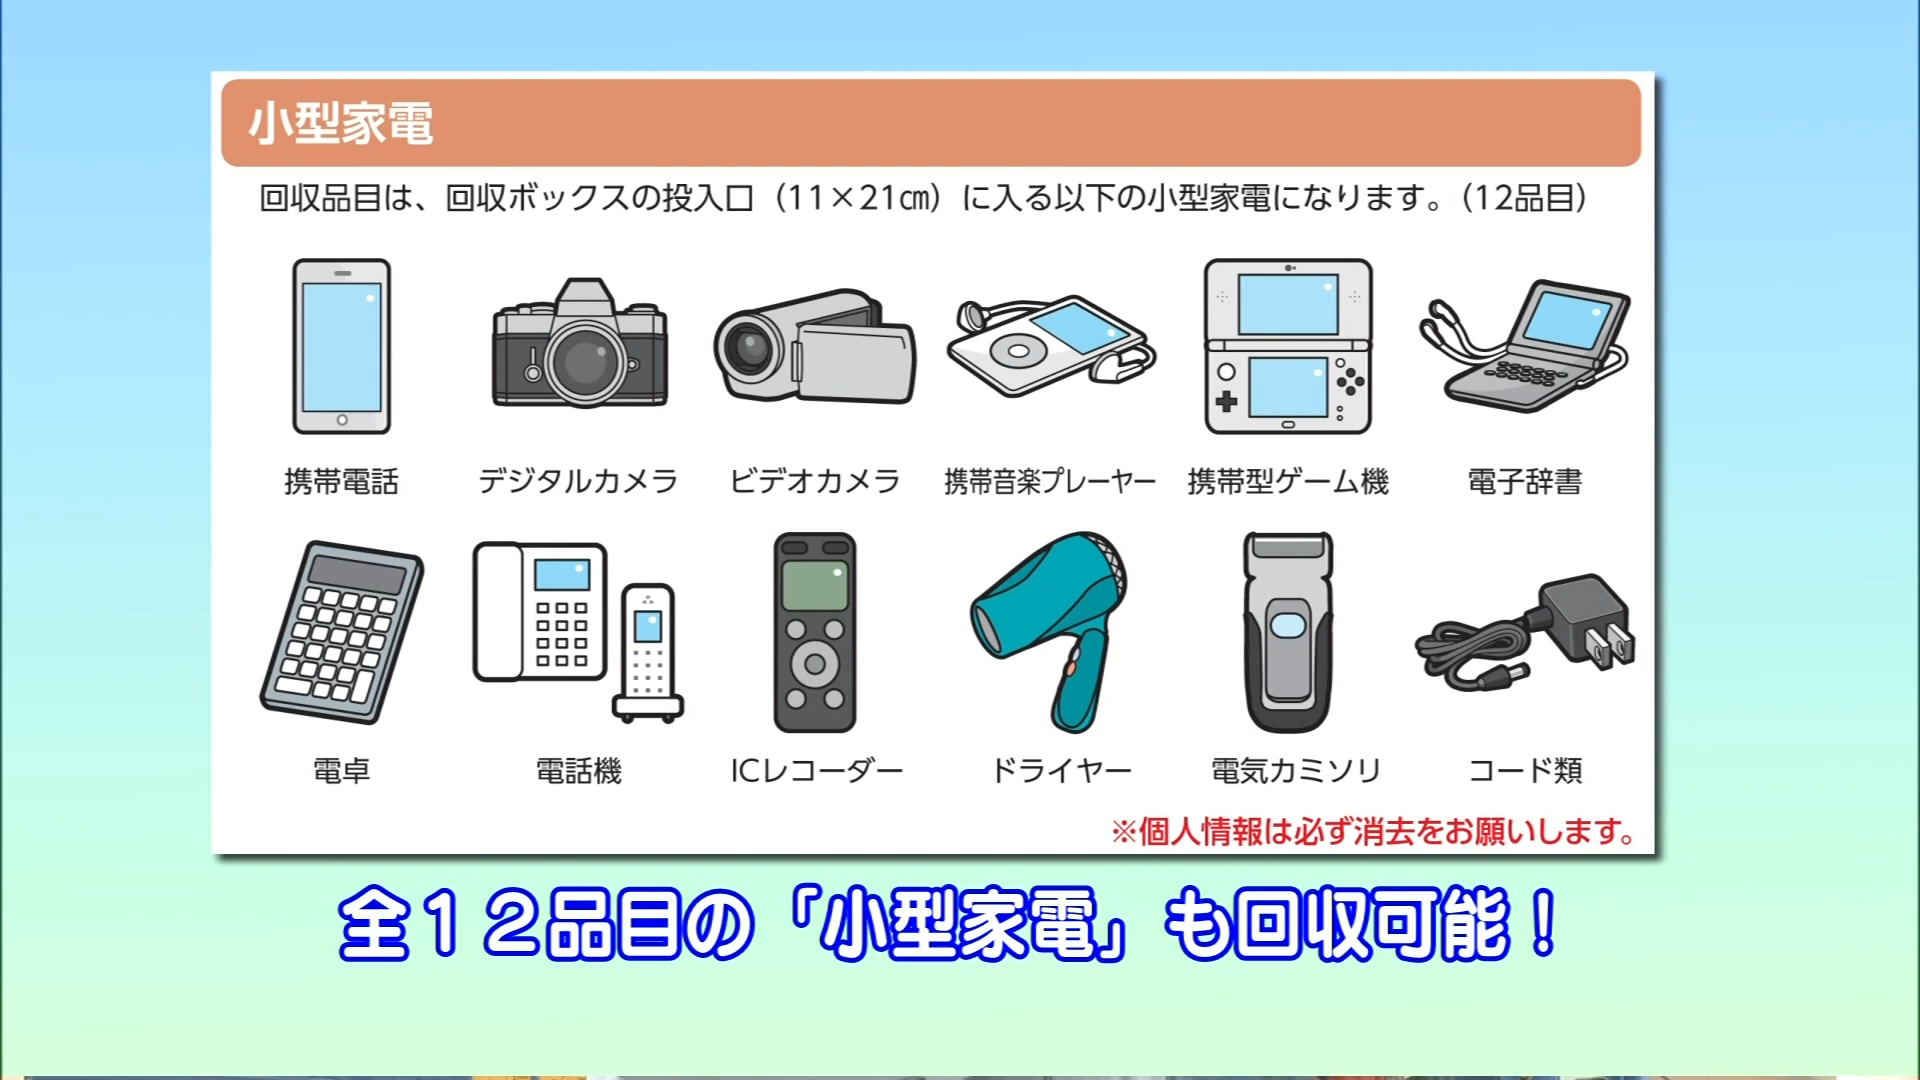 小型家電
回収品目は、回収ボックスの投入口（11×21㎝）に入る以下の小型家電になります。（12品目）
携帯電話 デジタルカメラ ビデオカメラ 携帯音楽プレーヤー 携帯型ゲーム機 電子辞書
電卓 電話機 ICレコーダー ドライヤー 電気カミソリ コード類
※個人情報は必ず消去をお願いします。
全１２品目の「小型家電」も回収可能！